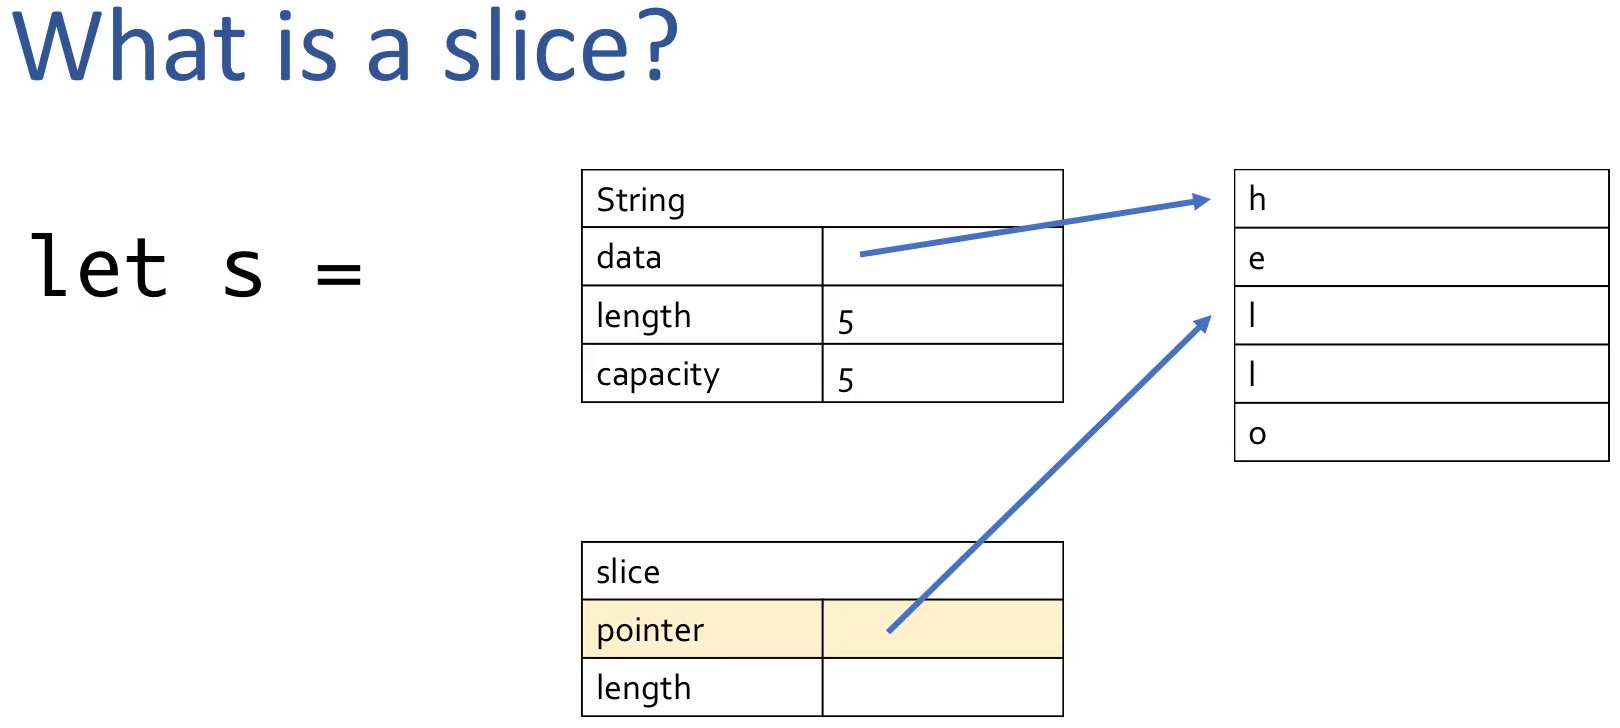 What is a slice?
let s =
String
data
length 5
capacity 5
h
e
l
l
o
slice
pointer
length